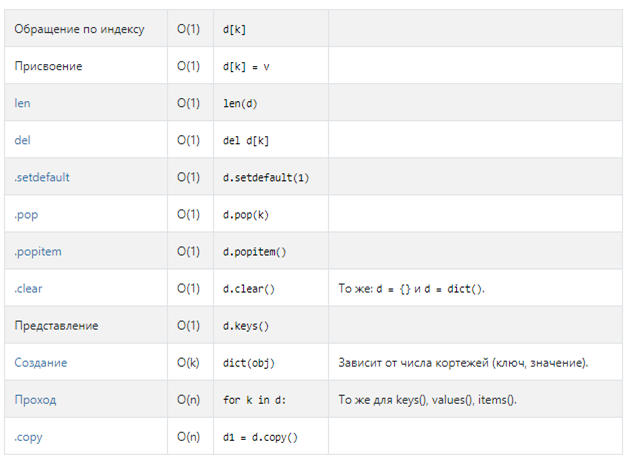 Обращение по индексу O(1) d[k]
Присвоение O(1) d[k] = v
len O(1) len(d)
del O(1) del d[k]
.setdefault O(1) d.setdefault(1)
.pop O(1) d.pop(k)
.popitem O(1) d.popitem()
.clear O(1) d.clear() То же: d = {} и d = dict().
Представление O(1) d.keys()
Создание O(k) dict(obj) Зависит от числа кортежей (ключ, значение).
Проход O(n) for k in d: То же для keys(), values(), items().
.copy O(n) d1 = d.copy()